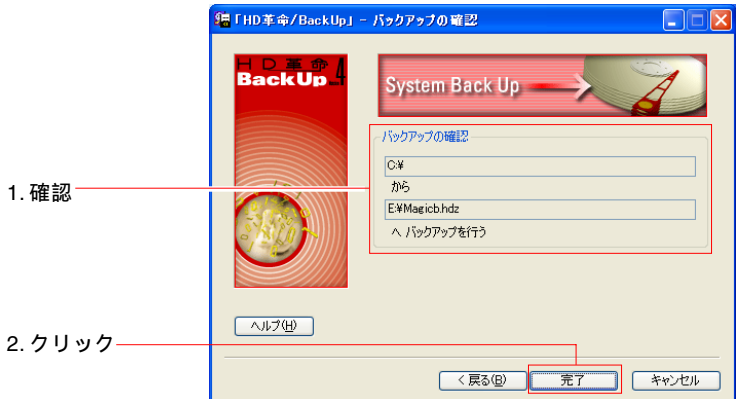 「HD革命/BackUp」 - バックアップの確認
HD革命
BackUp_4
System Back Up
バックアップの確認
C:¥
から
1. 確認
E:¥Magicb.hdz
へ バックアップを行う
ヘルプ(H)
2. クリック
< 戻る(B)
完了
キャンセル